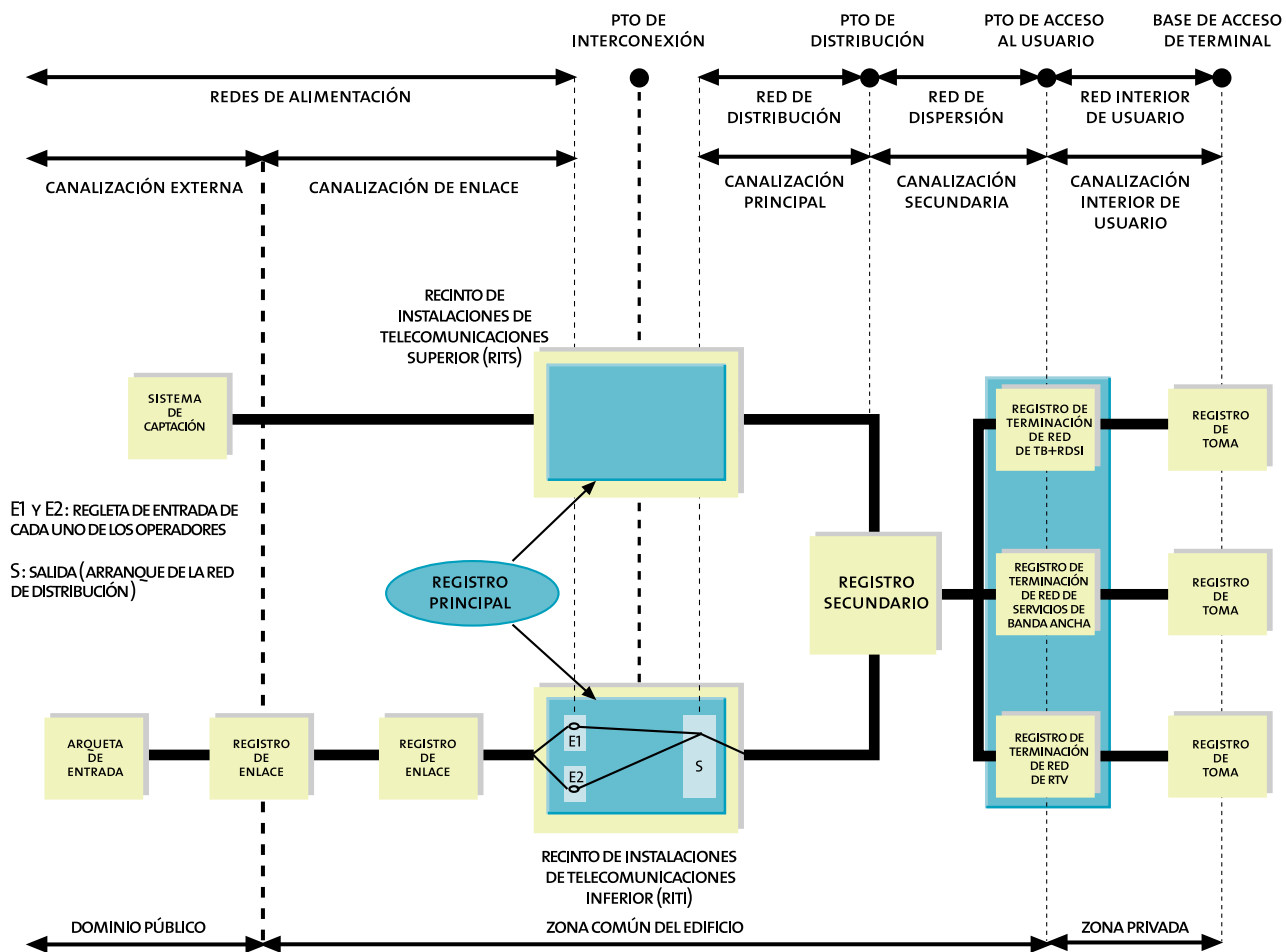 PTO DE
INTERCONEXIÓN
PTO DE
DISTRIBUCIÓN
PTO DE ACCESO
AL USUARIO
BASE DE ACCESO
DE TERMINAL
REDES DE ALIMENTACIÓN
RED DE
DISTRIBUCIÓN
RED DE
DISPERSIÓN
RED INTERIOR
DE USUARIO
CANALIZACIÓN EXTERNA
CANALIZACIÓN DE ENLACE
CANALIZACIÓN
PRINCIPAL
CANALIZACIÓN
SECUNDARIA
CANALIZACIÓN
INTERIOR DE
USUARIO
RECINTO DE
INSTALACIONES DE
TELECOMUNICACIONES
SUPERIOR (RITS)
SISTEMA
DE
CAPTACIÓN
REGISTRO DE
TERMINACIÓN
DE RED
DE TB+RDSI
REGISTRO
DE
TOMA
E1 Y E2: REGLETA DE ENTRADA DE
CADA UNO DE LOS OPERADORES
S: SALIDA (ARRANQUE DE LA RED
DE DISTRIBUCIÓN)
REGISTRO
PRINCIPAL
REGISTRO
SECUNDARIO
REGISTRO DE
TERMINACIÓN
DE RED DE
SERVICIOS DE
BANDA ANCHA
REGISTRO
DE
TOMA
ARQUETA
DE
ENTRADA
REGISTRO
DE
ENLACE
REGISTRO
DE
ENLACE
E1
E2
S
REGISTRO DE
TERMINACIÓN
DE RED
DE RTV
REGISTRO
DE
TOMA
RECINTO DE INSTALACIONES
DE TELECOMUNICACIONES
INFERIOR (RITI)
DOMINIO PÚBLICO
ZONA COMÚN DEL EDIFICIO
ZONA PRIVADA